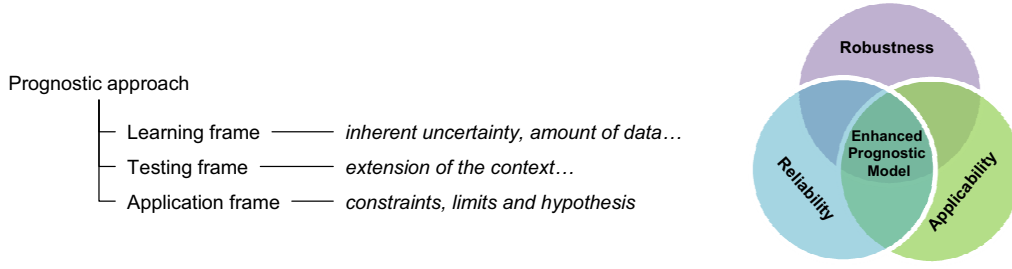 Prognostic approach
Learning frame inherent uncertainty, amount of data…
Testing frame extension of the context…
Application frame constraints, limits and hypothesis
Robustness
Enhanced
Prognostic
Model
Reliability
Applicability